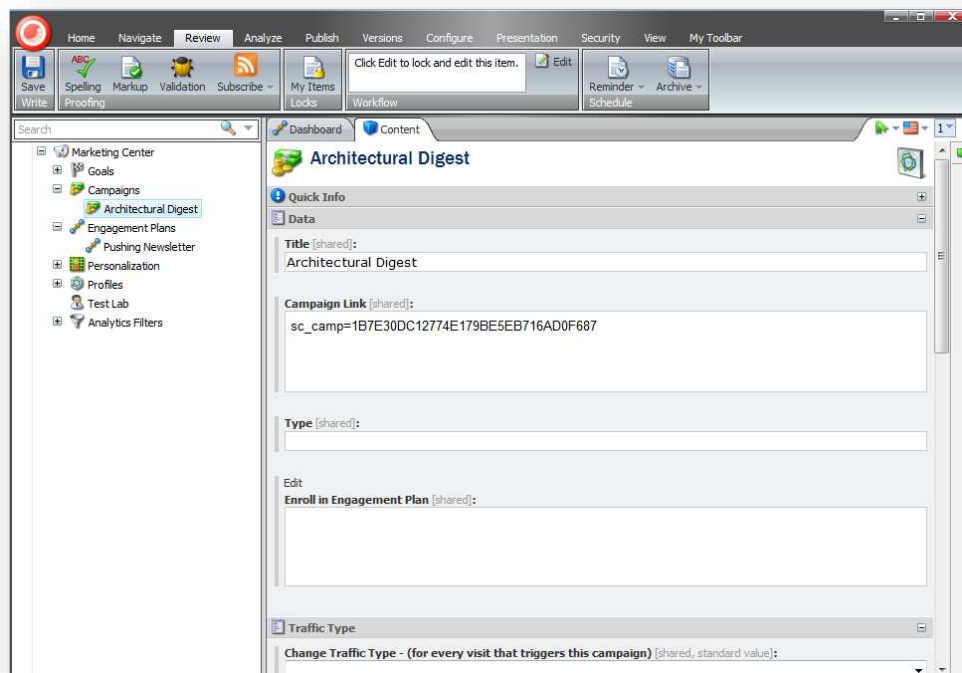 Home Navigate Review Analyze Publish Versions Configure Presentation Security View My Toolbar
ABC
Click Edit to lock and edit this item. Edit
Save Spelling Markup Validation Subscribe My Items Reminder Archive
Write Proofing Locks Workflow Schedule
Search Dashboard Content 1
Marketing Center
Goals
Campaigns
Architectural Digest
Engagement Plans
Pushing Newsletter
Personalization
Profiles
Test Lab
Analytics Filters
Architectural Digest
Quick Info
Data
Title [shared]:
Architectural Digest
Campaign Link [shared]:
sc_camp=1B7E30DC12774E179BE5EB716AD0F687
Type [shared]:
Edit
Enroll in Engagement Plan [shared]:
Traffic Type
Change Traffic Type - (for every visit that triggers this campaign) [shared, standard value]: